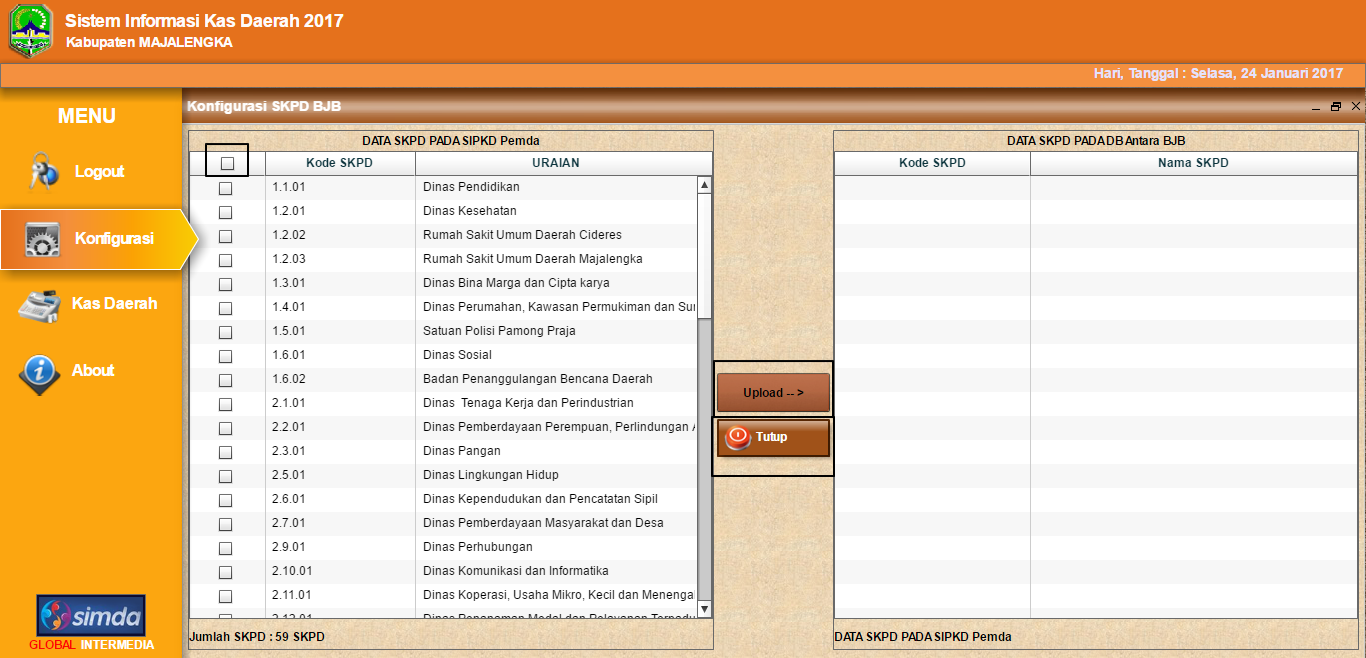 Sistem Informasi Kas Daerah 2017
Kabupaten MAJALENGKA
Hari, Tanggal : Selasa, 24 Januari 2017
MENU
Logout
Konfigurasi
Kas Daerah
About
simda
GLOBAL INTERMEDIA
Konfigurasi SKPD BJB
DATA SKPD PADA SIPKD Pemda
Kode SKPD URAIAN
1.1.01 Dinas Pendidikan
1.2.01 Dinas Kesehatan
1.2.02 Rumah Sakit Umum Daerah Cideres
1.2.03 Rumah Sakit Umum Daerah Majalengka
1.3.01 Dinas Bina Marga dan Cipta karya
1.4.01 Dinas Perumahan, Kawasan Permukiman dan
1.5.01 Satuan Polisi Pamong Praja
1.6.01 Dinas Sosial
1.6.02 Badan Penanggulangan Bencana Daerah
2.1.01 Dinas Tenaga Kerja dan Perindustrian
2.2.01 Dinas Pemberdayaan Perempuan, Perlindungan
2.3.01 Dinas Pangan
2.5.01 Dinas Lingkungan Hidup
2.6.01 Dinas Kependudukan dan Pencatatan Sipil
2.7.01 Dinas Pemberdayaan Masyarakat dan Desa
2.9.01 Dinas Perhubungan
2.10.01 Dinas Komunikasi dan Informatika
2.11.01 Dinas Koperasi, Usaha Mikro, Kecil dan Menenga
Jumlah SKPD : 59 SKPD
Upload -- >
Tutup
DATA SKPD PADA DB Antara BJB
Kode SKPD Nama SKPD
DATA SKPD PADA SIPKD Pemda